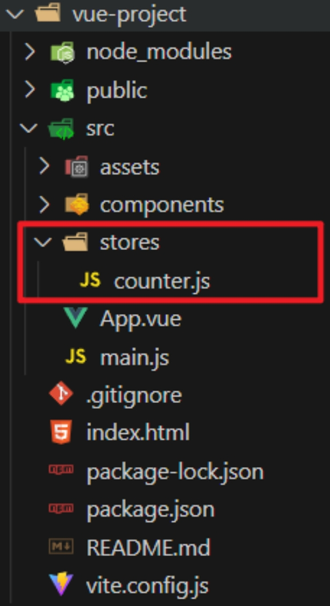 vue-project
node_modules
public
src
assets
components
stores
JS counter.js
App.vue
JS main.js
.gitignore
index.html
package-lock.json
package.json
README.md
vite.config.js